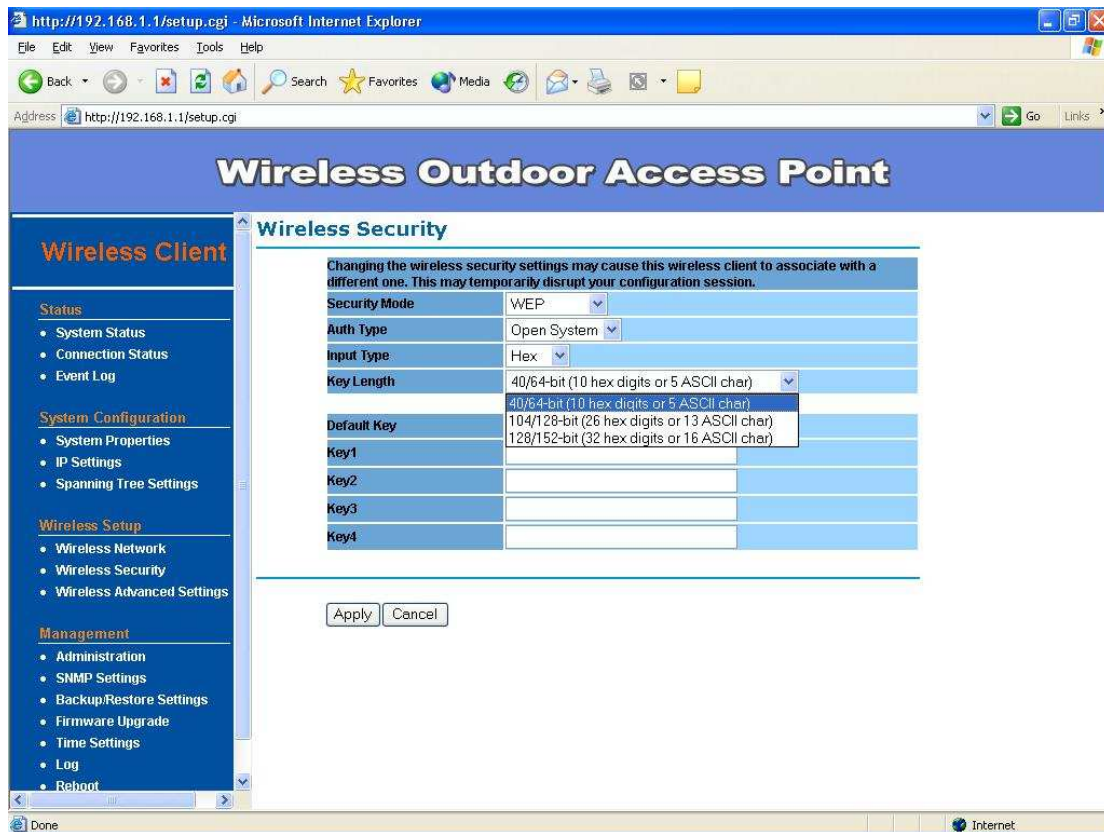 http://192.168.1.1/setup.cgi - Microsoft Internet Explorer
File Edit View Favorites Tools Help
Back Search Favorites Media
Address http://192.168.1.1/setup.cgi Go Links
Wireless Outdoor Access Point
Wireless Client
Status
System Status
Connection Status
Event Log
System Configuration
System Properties
IP Settings
Spanning Tree Settings
Wireless Setup
Wireless Network
Wireless Security
Wireless Advanced Settings
Management
Administration
SNMP Settings
Backup/Restore Settings
Firmware Upgrade
Time Settings
Log
Reboot
Wireless Security
Changing the wireless security settings may cause this wireless client to associate with a
different one. This may temporarily disrupt your configuration session.
Security Mode WEP
Auth Type Open System
Input Type Hex
Key Length 40/64-bit (10 hex digits or 5 ASCII char)
40/64-bit (10 hex digits or 5 ASCII char)
104/128-bit (26 hex digits or 13 ASCII char)
128/152-bit (32 hex digits or 16 ASCII char)
Default Key
Key1
Key2
Key3
Key4
Apply Cancel
Done Internet